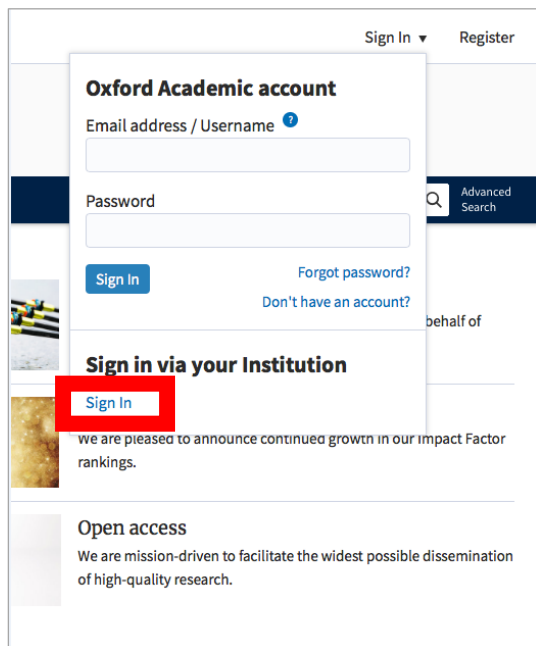 Sign In ▼ Register
Oxford Academic account
Email address / Username ?
Password
Advanced
Search
Sign In
Forgot password?
Don't have an account?
behalf of
Sign in via your Institution
Sign In
We are pleased to announce continued growth in our Impact Factor
rankings.
Open access
We are mission-driven to facilitate the widest possible dissemination
of high-quality research.